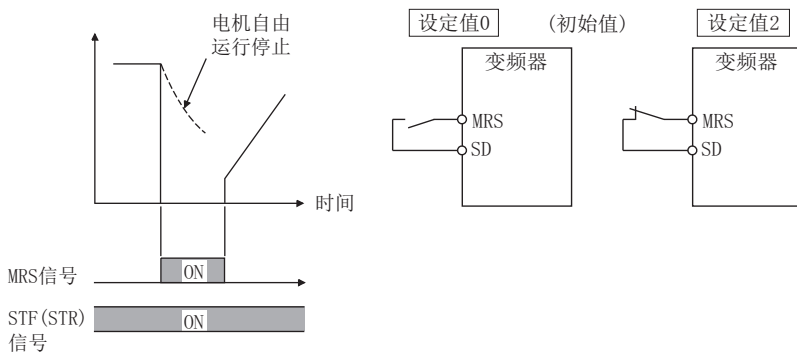 电机自由
运行停止
时间
MRS信号
ON
STF(STR)
信号
ON
设定值0
(初始值)
变频器
MRS
SD
设定值2
变频器
MRS
SD